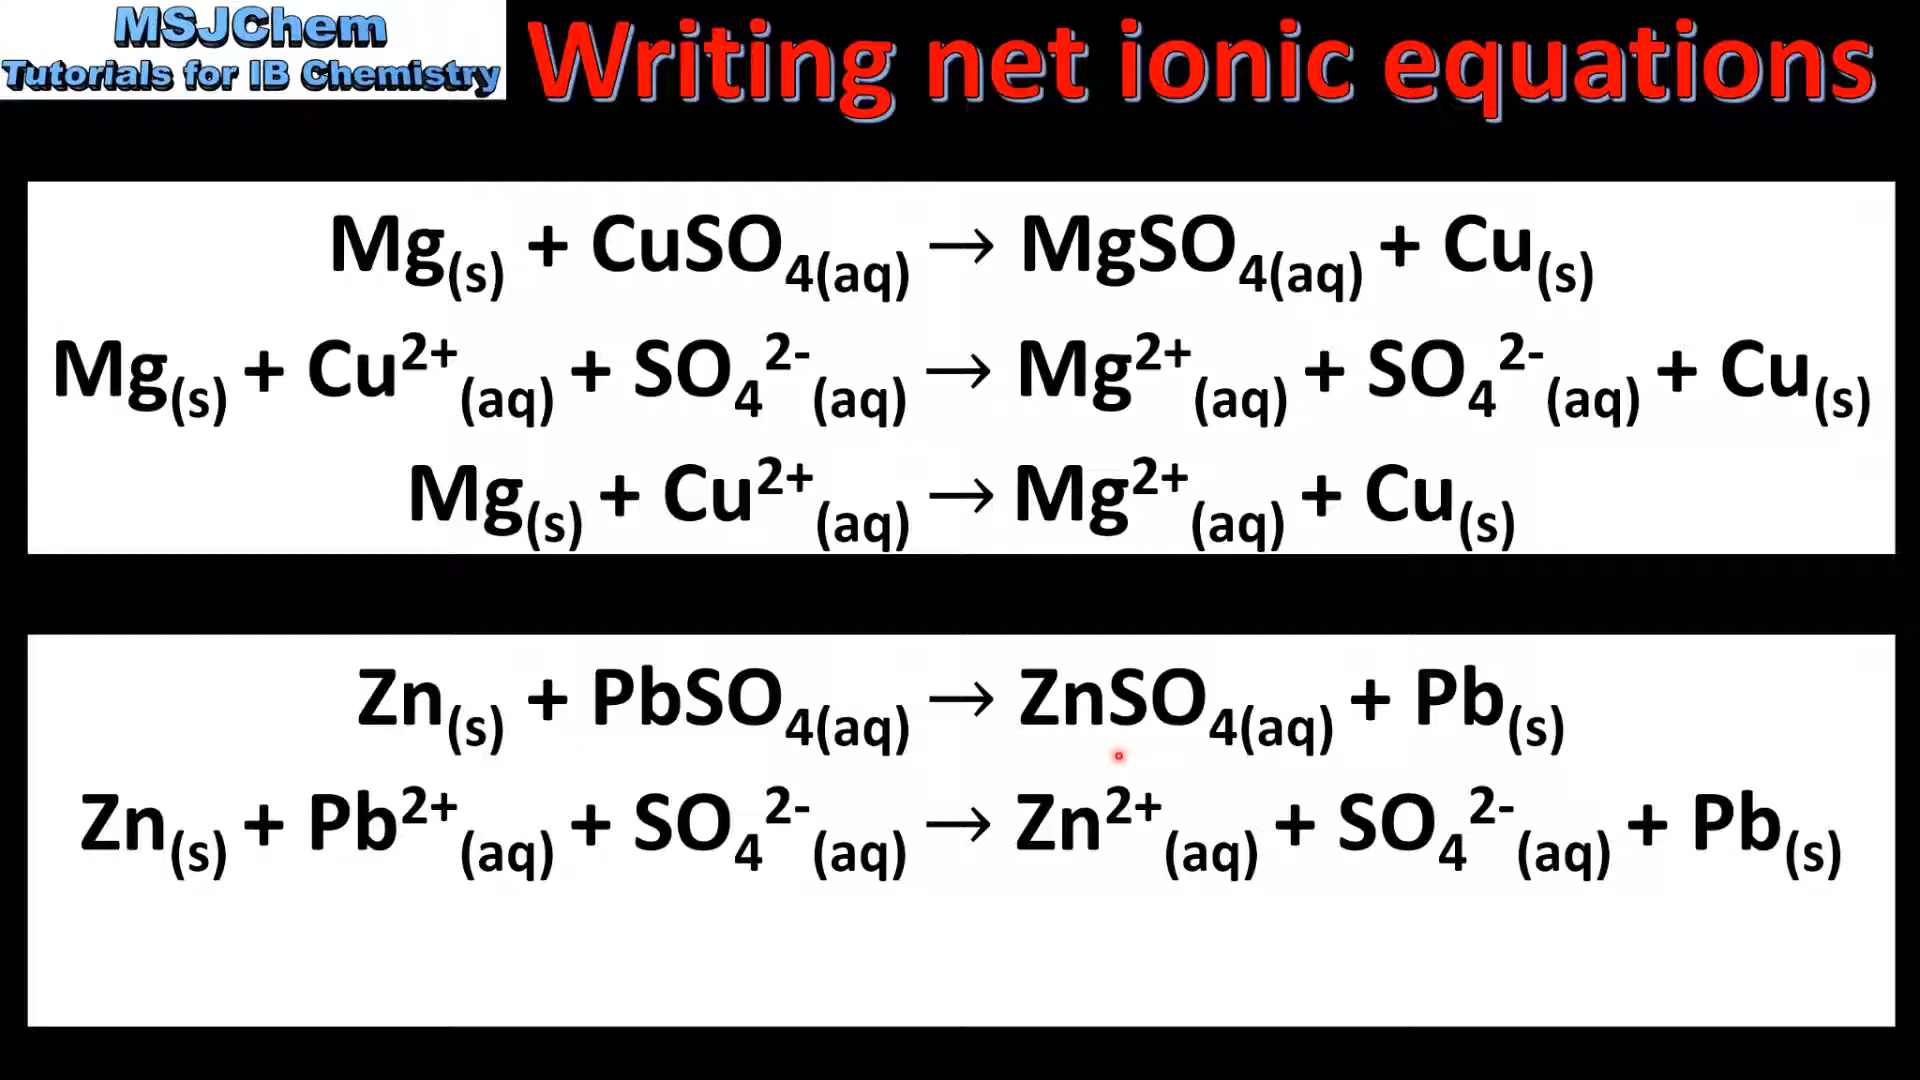 MSJChem
Tutorials for IB Chemistry
Writing net ionic equations
Mg(s) + CuSO4(aq) → MgSO4(aq) + Cu(s)
Mg(s) + Cu²⁺(aq) + SO4²⁻(aq) → Mg²⁺(aq) + SO4²⁻(aq) + Cu(s)
Mg(s) + Cu²⁺(aq) → Mg²⁺(aq) + Cu(s)
Zn(s) + PbSO4(aq) → ZnSO4(aq) + Pb(s)
Zn(s) + Pb²⁺(aq) + SO4²⁻(aq) → Zn²⁺(aq) + SO4²⁻(aq) + Pb(s)